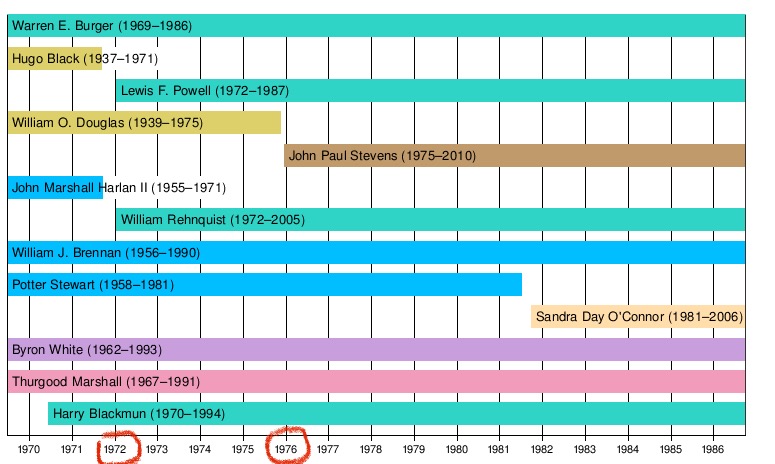 Warren E. Burger (1969–1986)
Hugo Black (1937–1971)
Lewis F. Powell (1972–1987)
William O. Douglas (1939–1975)
John Paul Stevens (1975–2010)
John Marshall Harlan II (1955–1971)
William Rehnquist (1972–2005)
William J. Brennan (1956–1990)
Potter Stewart (1958–1981)
Sandra Day O'Connor (1981–2006)
Byron White (1962–1993)
Thurgood Marshall (1967–1991)
Harry Blackmun (1970–1994)
1970 1971 1972 1973 1974 1975 1976 1977 1978 1979 1980 1981 1982 1983 1984 1985 1986